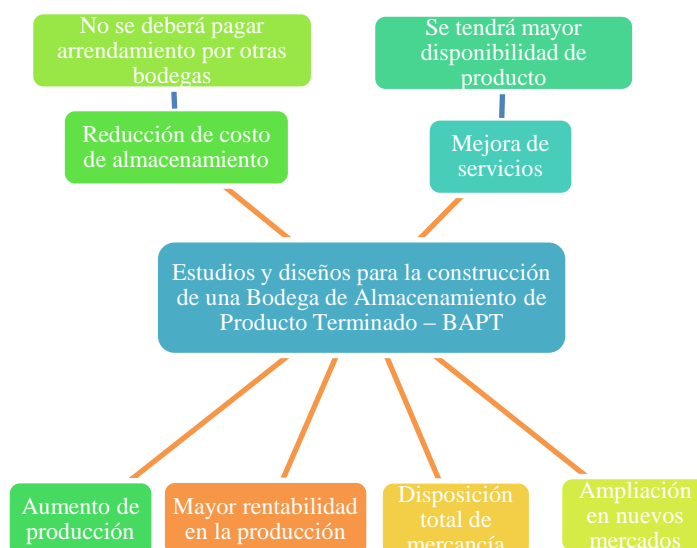 No se deberá pagar
arrendamiento por otras
bodegas
Se tendrá mayor
disponibilidad de
producto
Reducción de costo
de almacenamiento
Mejora de
servicios
Estudios y diseños para la construcción
de una Bodega de Almacenamiento de
Producto Terminado – BAPT
Aumento de
producción
Mayor rentabilidad
en la producción
Disposición
total de
mercancía
Ampliación
en nuevos
mercados